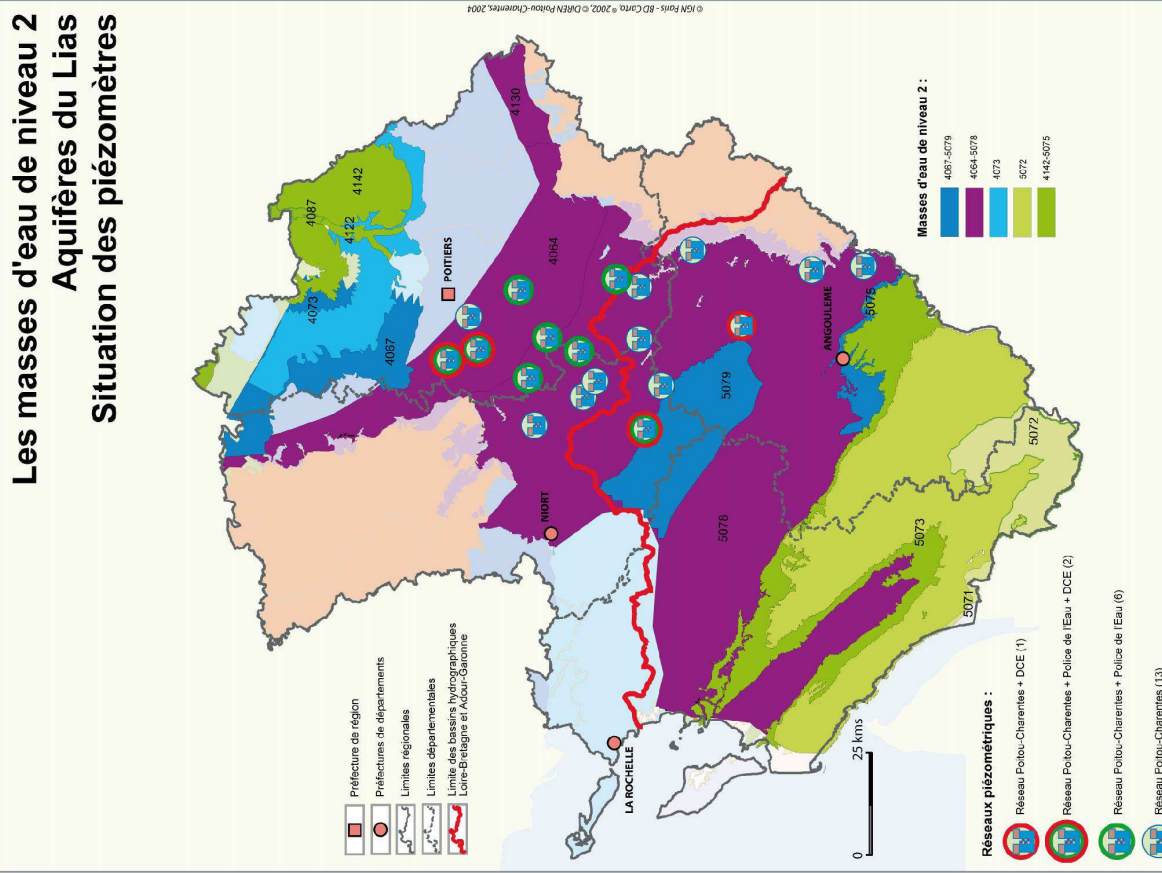 Les masses d'eau de niveau 2
Aquifères du Lias
Situation des piézomètres
Préfecture de région
Préfectures de départements
Limites régionales
Limites départementales
Limite des bassins hydrographiques
Loire-Bretagne et Adour-Garonne
4087
4142
4122
4073
4067
4130
4064
POITIERS
NIORT
LA ROCHELLE
5079
5078
ANGOULEME
5075
5072
5073
5071
Masses d'eau de niveau 2 :
4067-5079
4064-5078
4073
5072
4142-5075
0 25 kms
Réseaux piézométriques :
Réseau Poitou-Charentes + DCE (1)
Réseau Poitou-Charentes + Police de l'Eau + DCE (2)
Réseau Poitou-Charentes + Police de l'Eau (6)
Réseau Poitou-Charentes (13)
© IGN Paris - BD Carto, ® 2002, © DIREN Poitou-Charentes, 2004